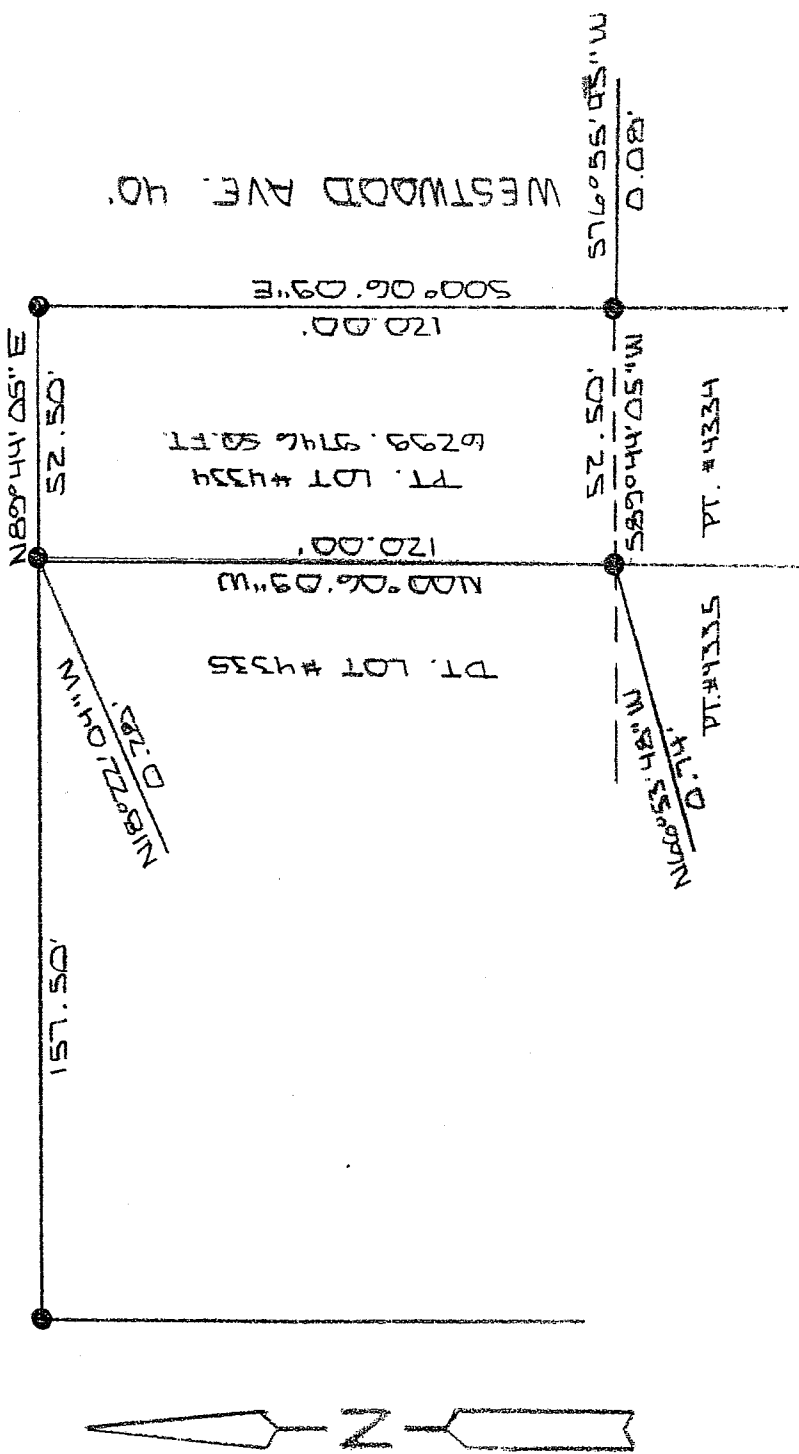 N
157.50'
N89°44'05"E
52.50'
N18°22'04"W
0.28'
PT. LOT #4335
N00°06'09"W
120.00'
PT. LOT #4334
6299.9746 SQ.FT.
120.00'
S00°06'09"E
WESTWOOD AVE. 40'
52.50'
S89°44'05"W
S76°55'45"W
0.08'
N66°53'48"W
0.74'
PT.#4335
PT. #4334